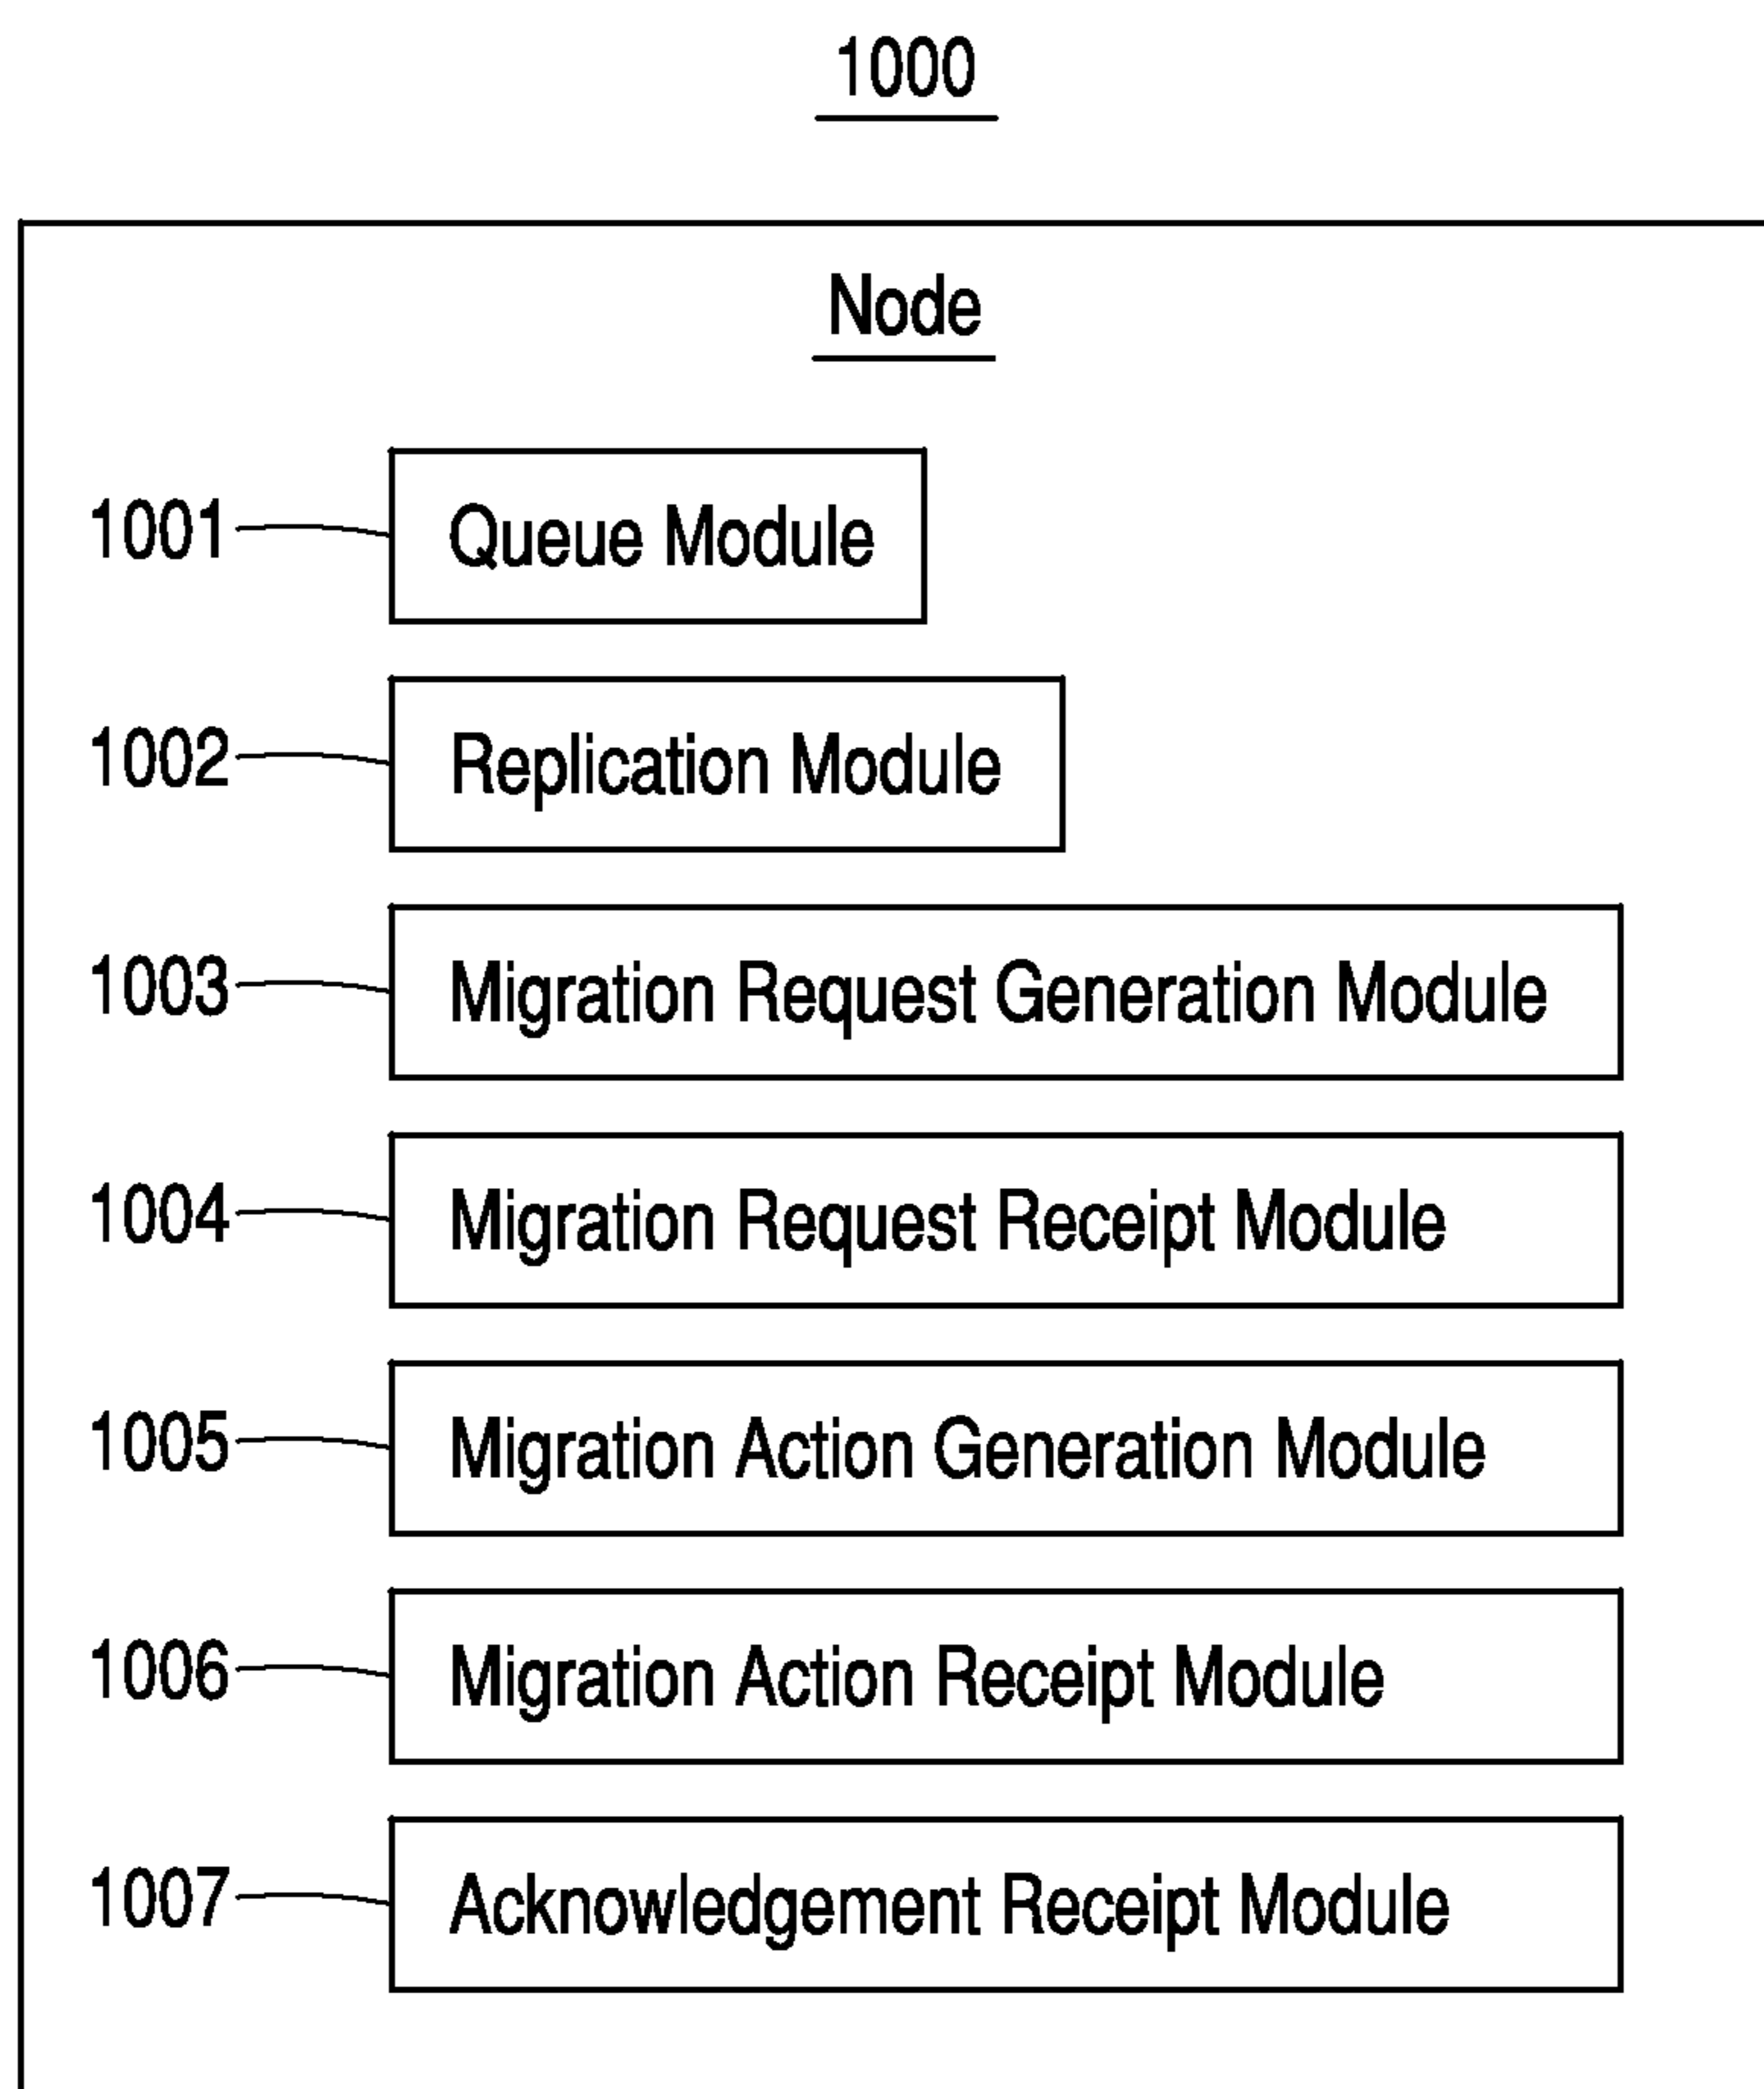 1000
Node
1001 Queue Module
1002 Replication Module
1003 Migration Request Generation Module
1004 Migration Request Receipt Module
1005 Migration Action Generation Module
1006 Migration Action Receipt Module
1007 Acknowledgement Receipt Module